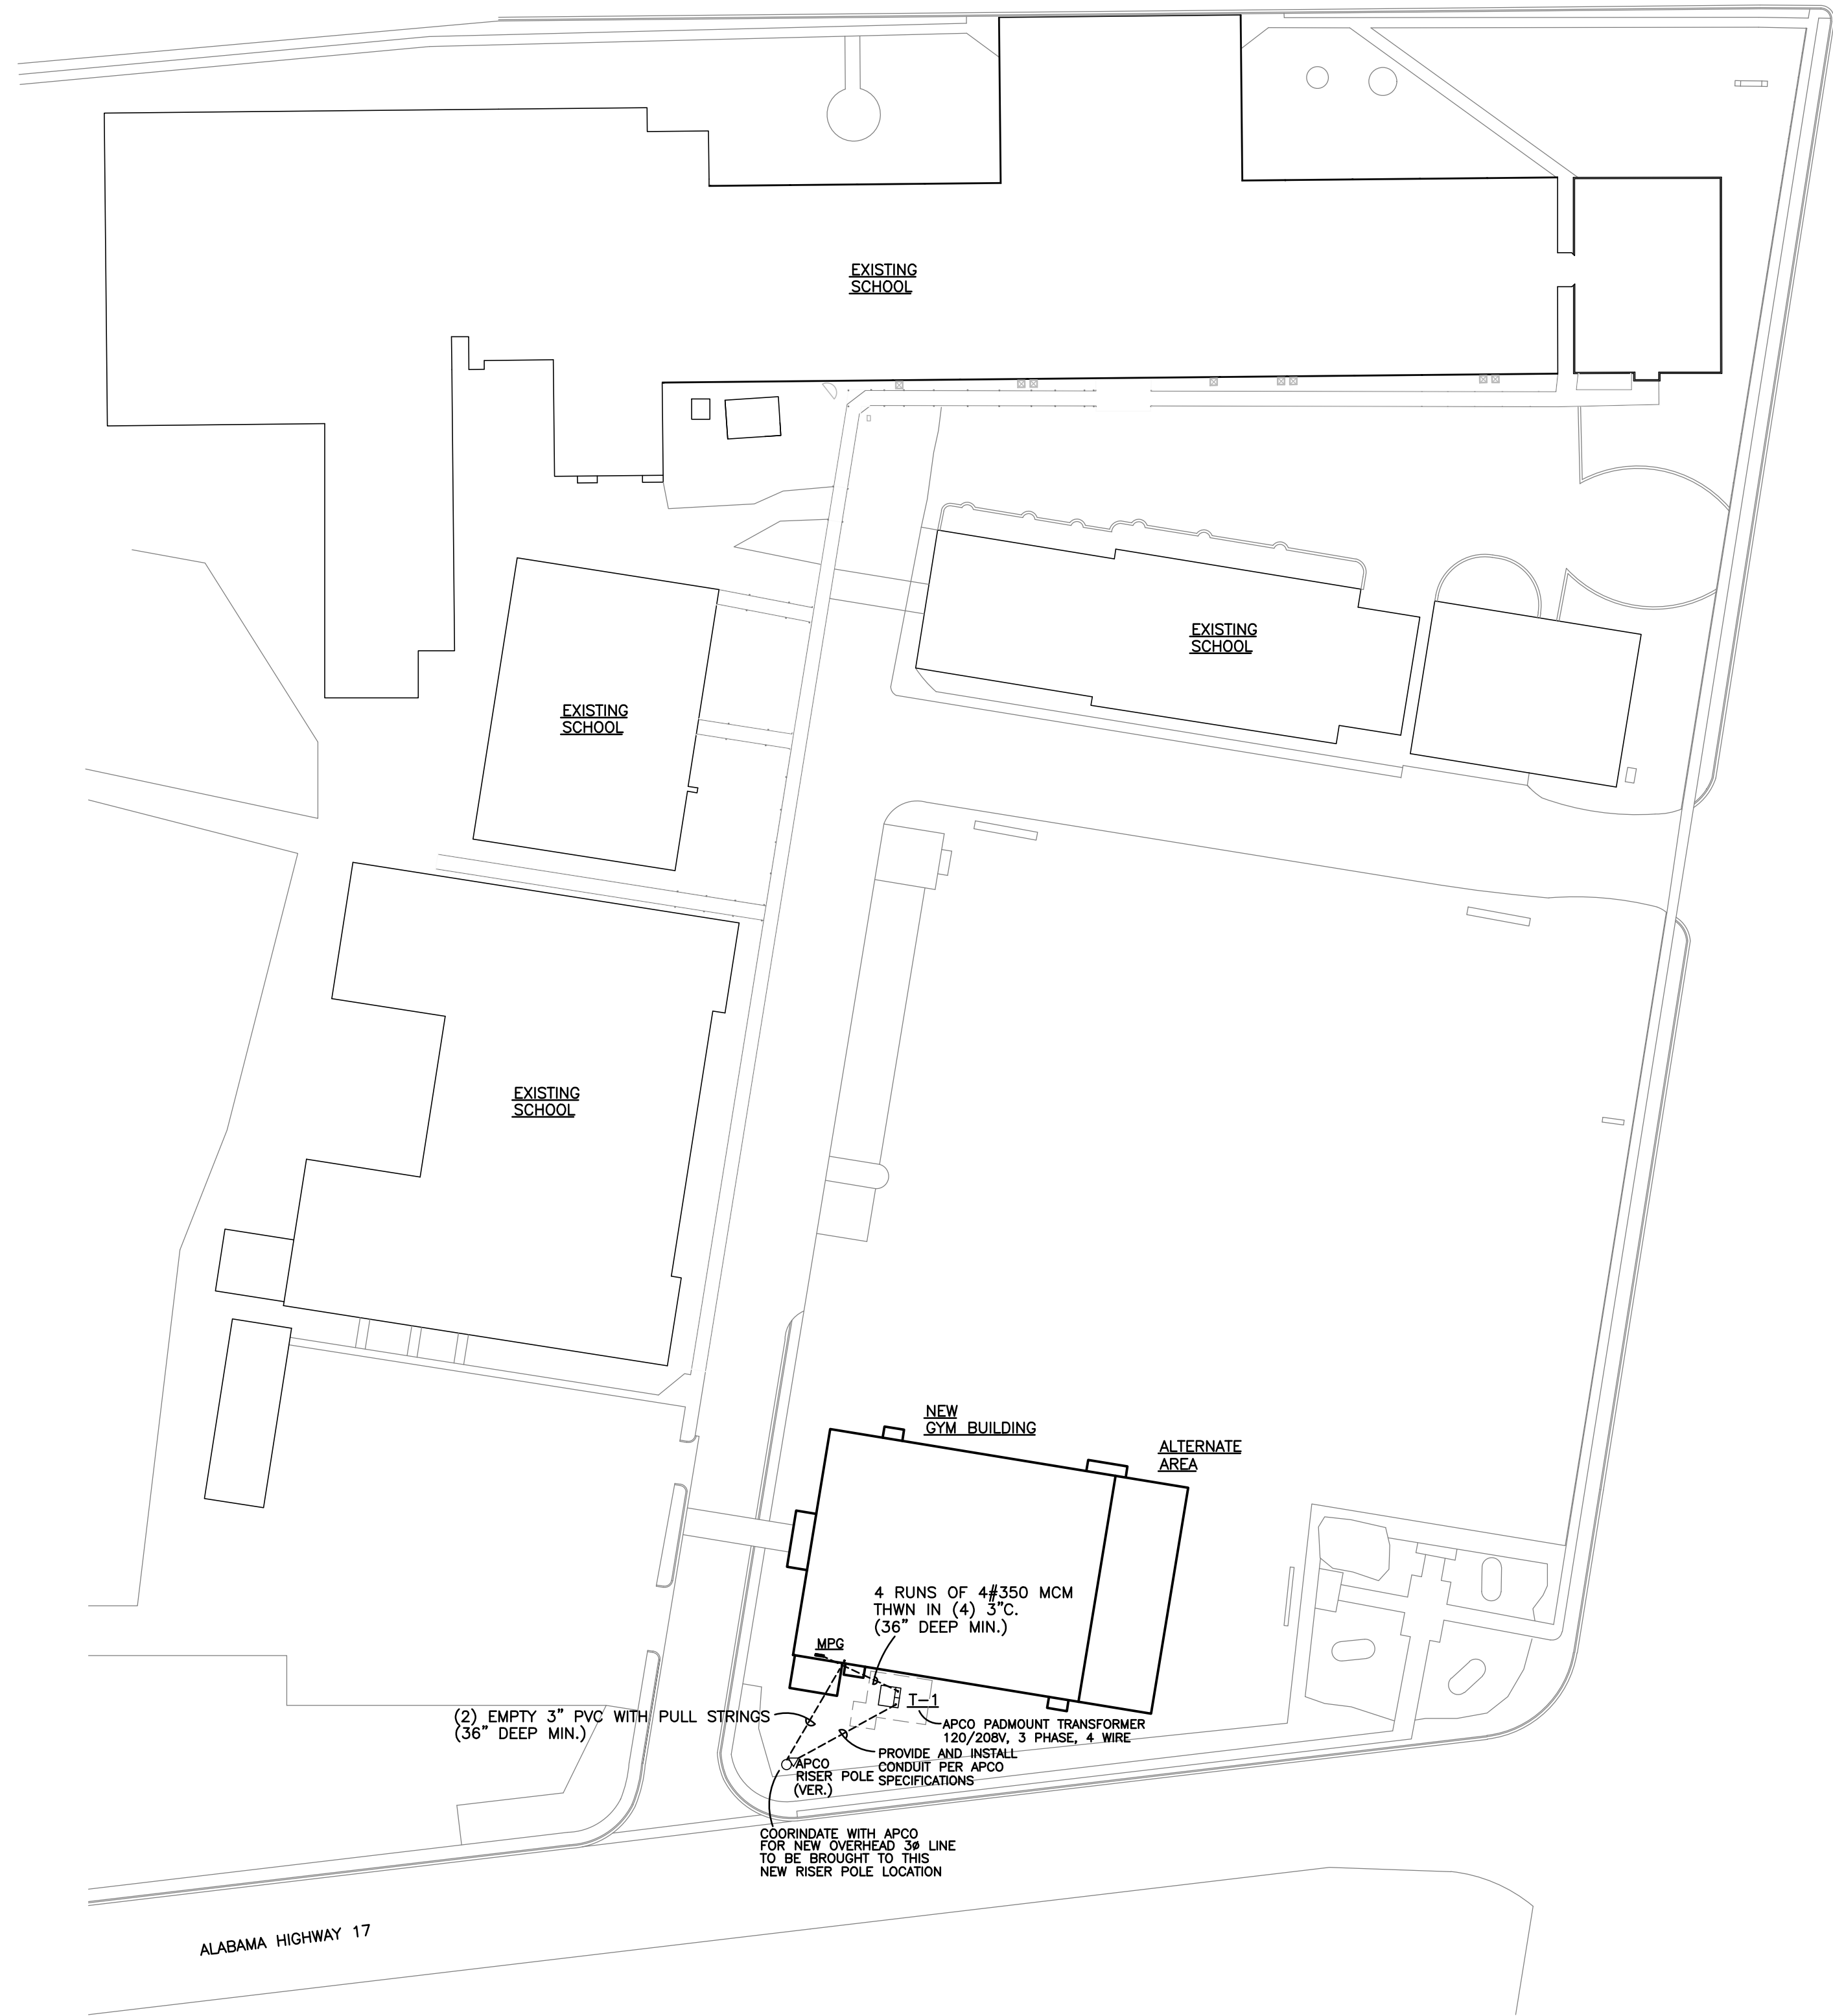 EXISTING
SCHOOL
EXISTING
SCHOOL
EXISTING
SCHOOL
EXISTING
SCHOOL
NEW
GYM BUILDING
ALTERNATE
AREA
4 RUNS OF 4#350 MCM
THWN IN (4) 3"C.
(36" DEEP MIN.)
MPG
T-1
(2) EMPTY 3" PVC WITH PULL STRINGS
(36" DEEP MIN.)
APCO PADMOUNT TRANSFORMER
120/208V, 3 PHASE, 4 WIRE
PROVIDE AND INSTALL
CONDUIT PER APCO
SPECIFICATIONS
APCO
RISER POLE
(VER.)
COORINDATE WITH APCO
FOR NEW OVERHEAD 3ø LINE
TO BE BROUGHT TO THIS
NEW RISER POLE LOCATION
ALABAMA HIGHWAY 17